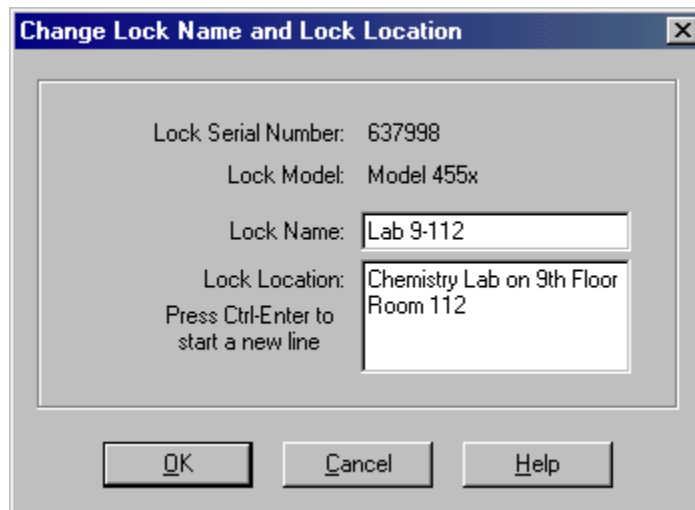 Change Lock Name and Lock Location
Lock Serial Number: 637998
Lock Model: Model 455x
Lock Name: Lab 9-112
Lock Location: Chemistry Lab on 9th Floor
Room 112
Press Ctrl-Enter to
start a new line
OK Cancel Help